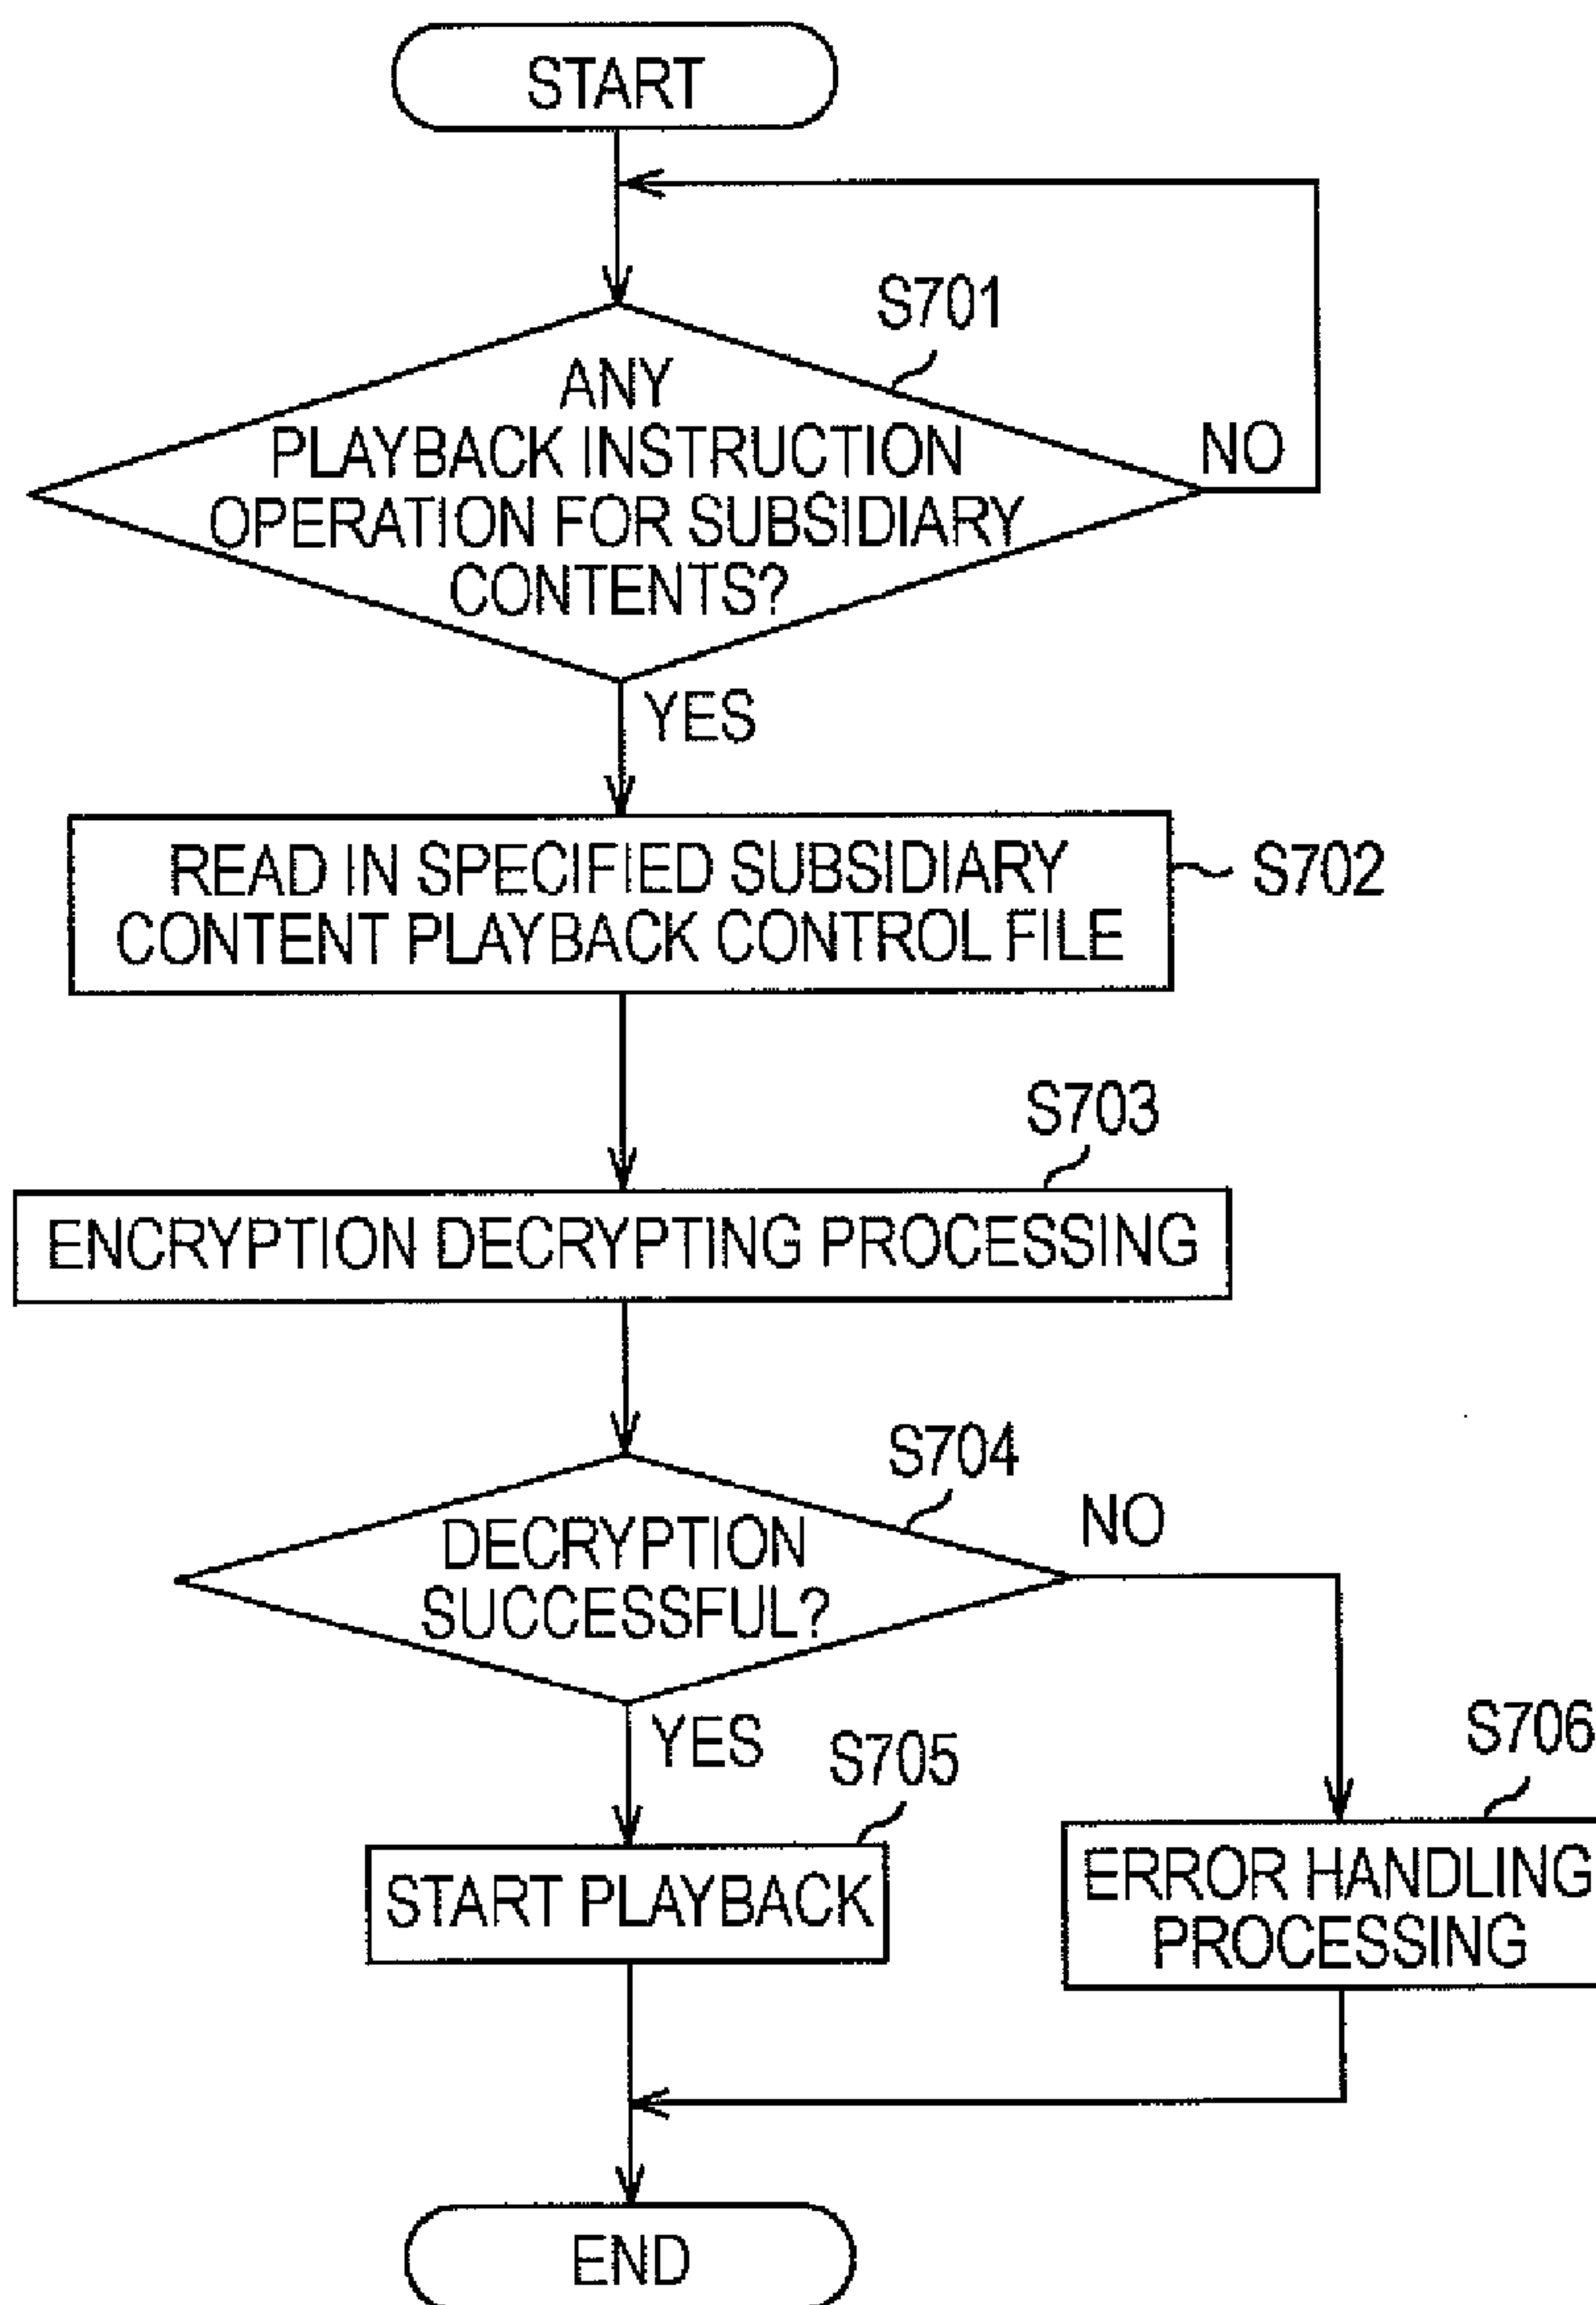 START
S701
ANY
PLAYBACK INSTRUCTION
OPERATION FOR SUBSIDIARY
CONTENTS?
NO
YES
READ IN SPECIFIED SUBSIDIARY
CONTENT PLAYBACK CONTROL FILE
S702
S703
ENCRYPTION DECRYPTING PROCESSING
S704
DECRYPTION
SUCCESSFUL?
NO
YES
S705
START PLAYBACK
S706
ERROR HANDLING
PROCESSING
END